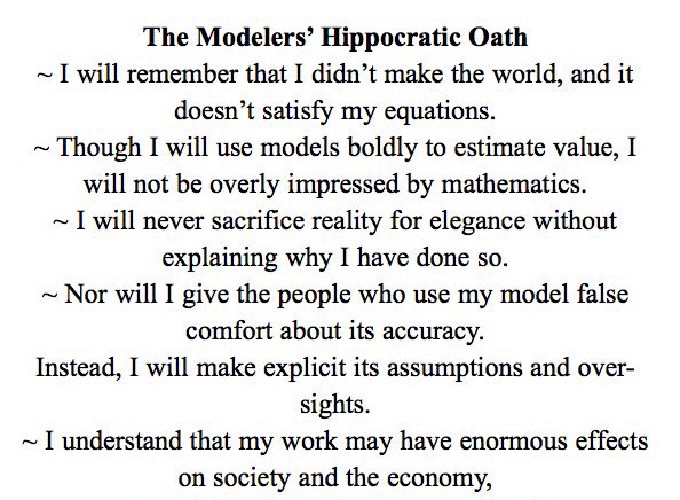 The Modelers’ Hippocratic Oath
~ I will remember that I didn’t make the world, and it
doesn’t satisfy my equations.
~ Though I will use models boldly to estimate value, I
will not be overly impressed by mathematics.
~ I will never sacrifice reality for elegance without
explaining why I have done so.
~ Nor will I give the people who use my model false
comfort about its accuracy.
Instead, I will make explicit its assumptions and over-
sights.
~ I understand that my work may have enormous effects
on society and the economy,